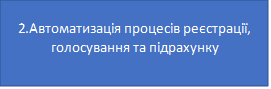 2.Автоматизація процесів реєстрації,
голосування та підрахунку